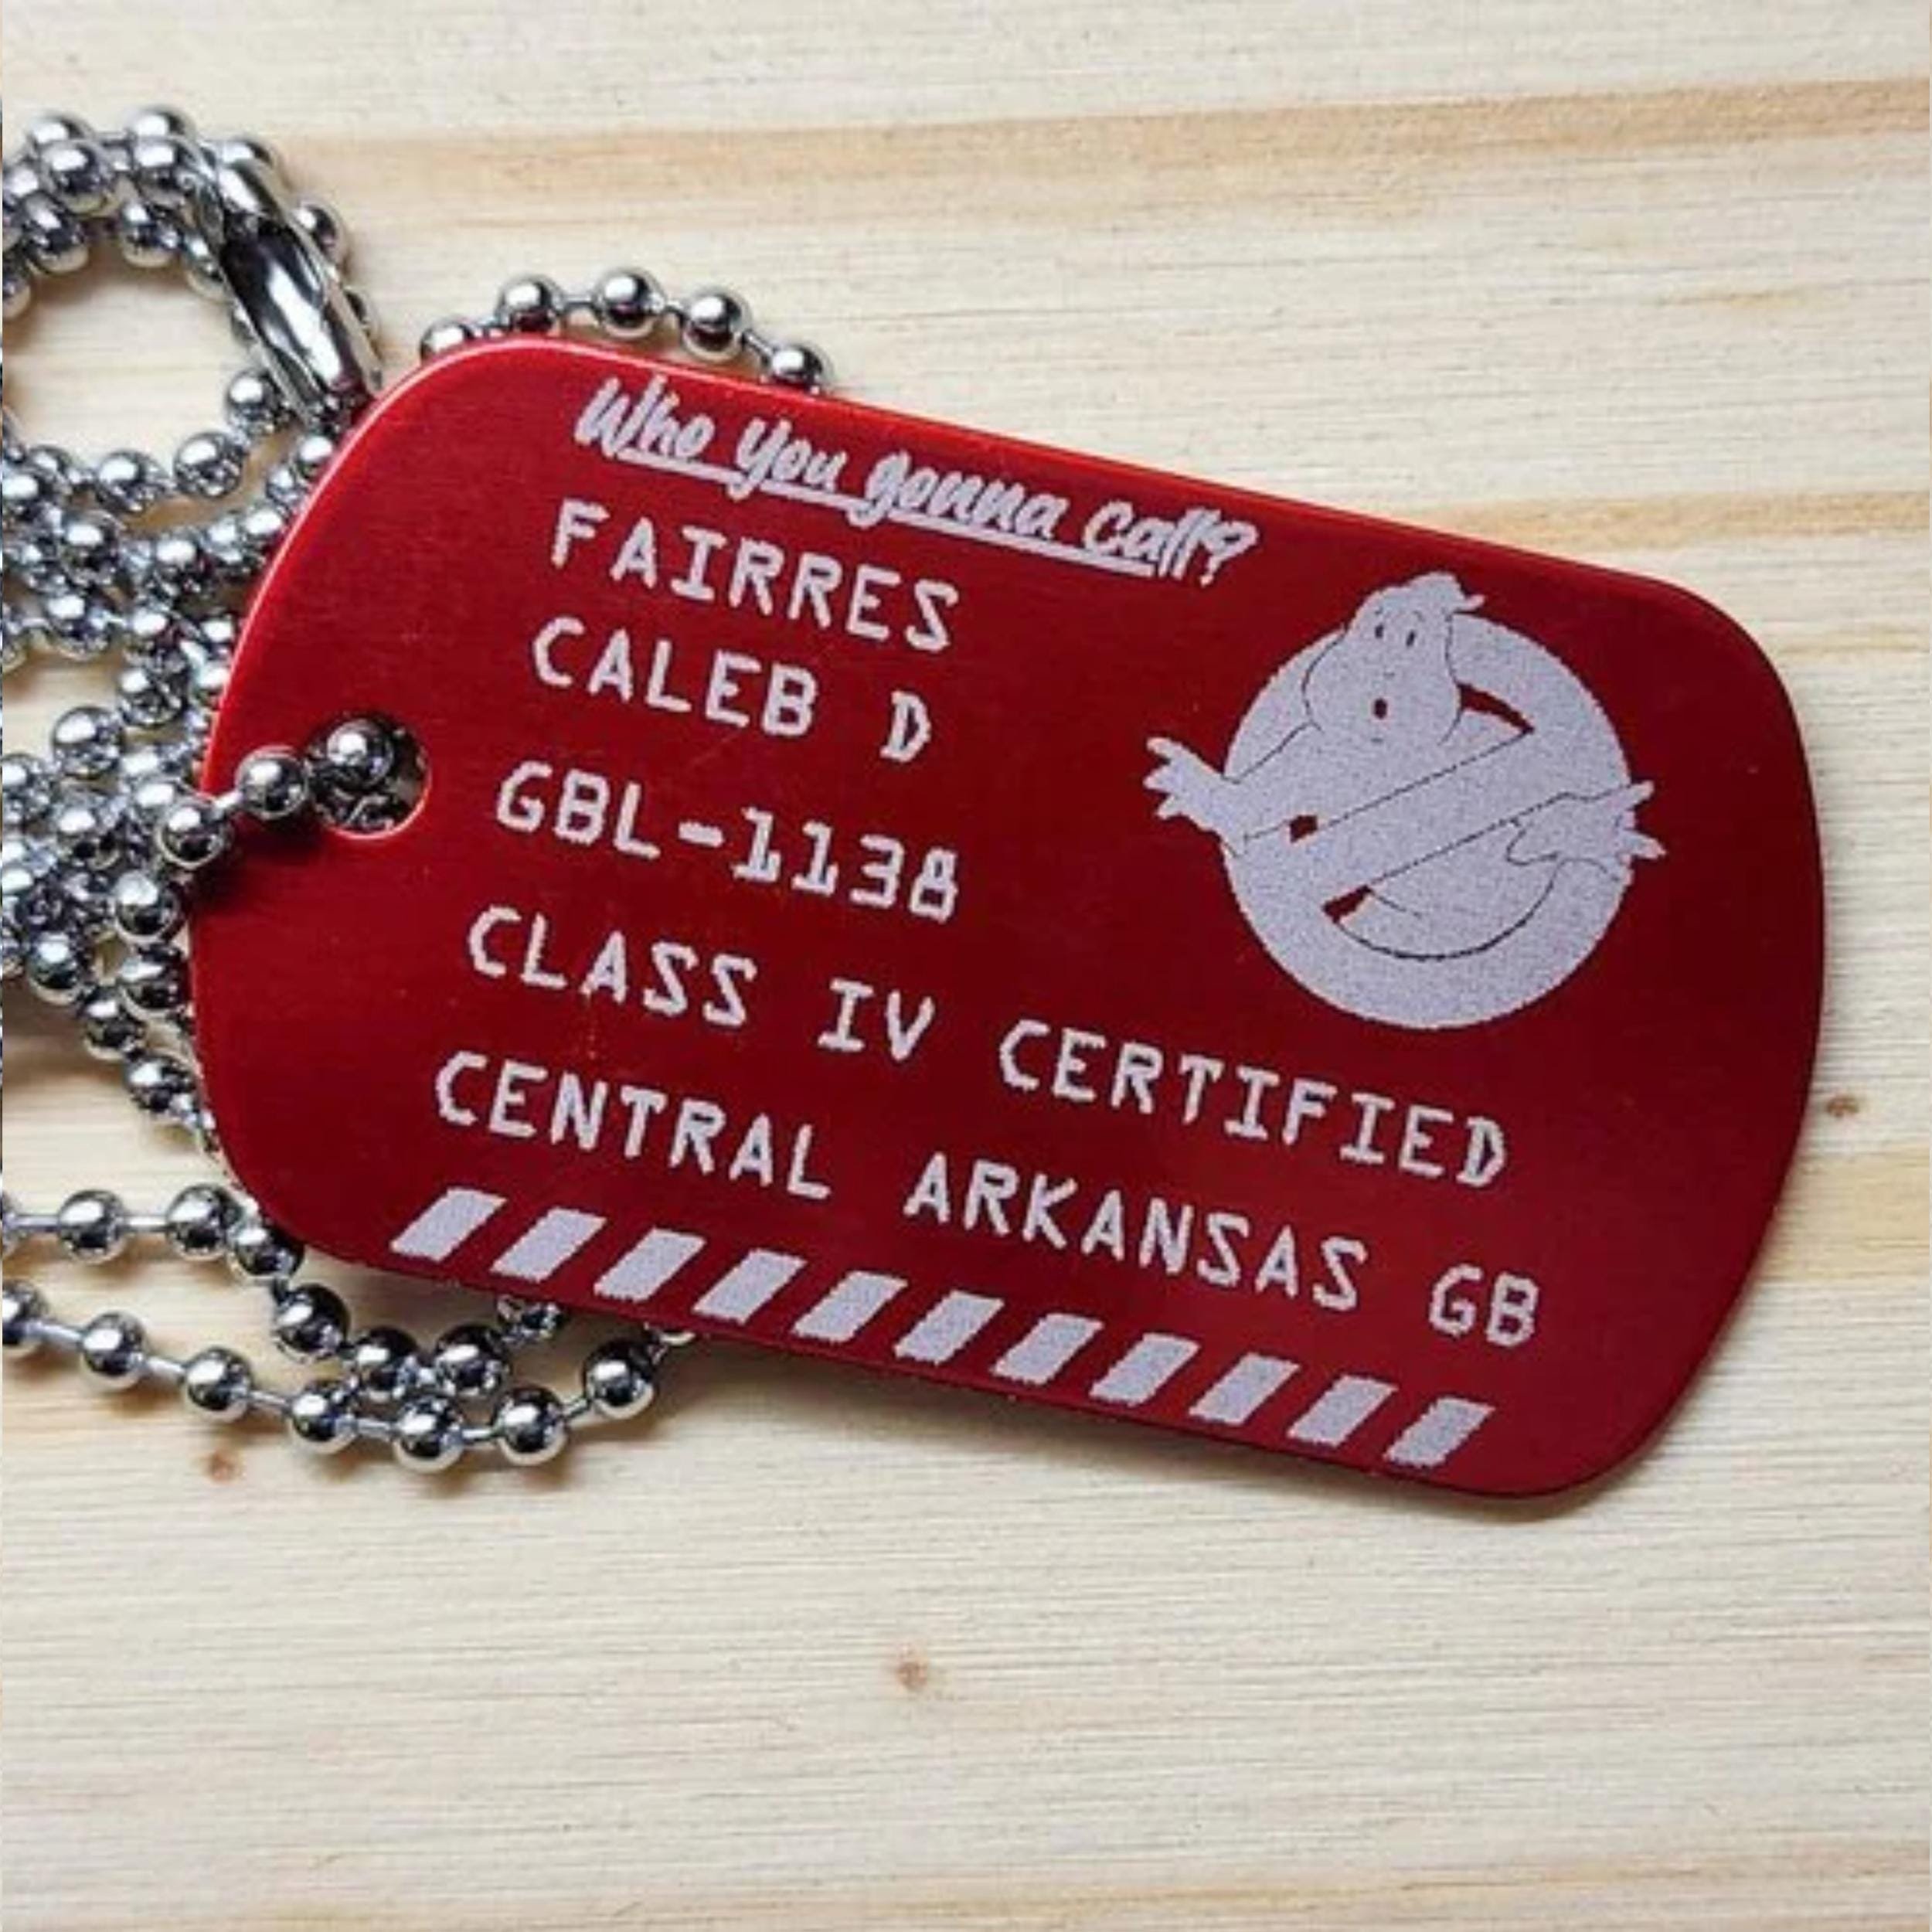 Who you gonna call?
FAIRRES
CALEB D
GBL-1138
CLASS IV CERTIFIED
CENTRAL ARKANSAS GB